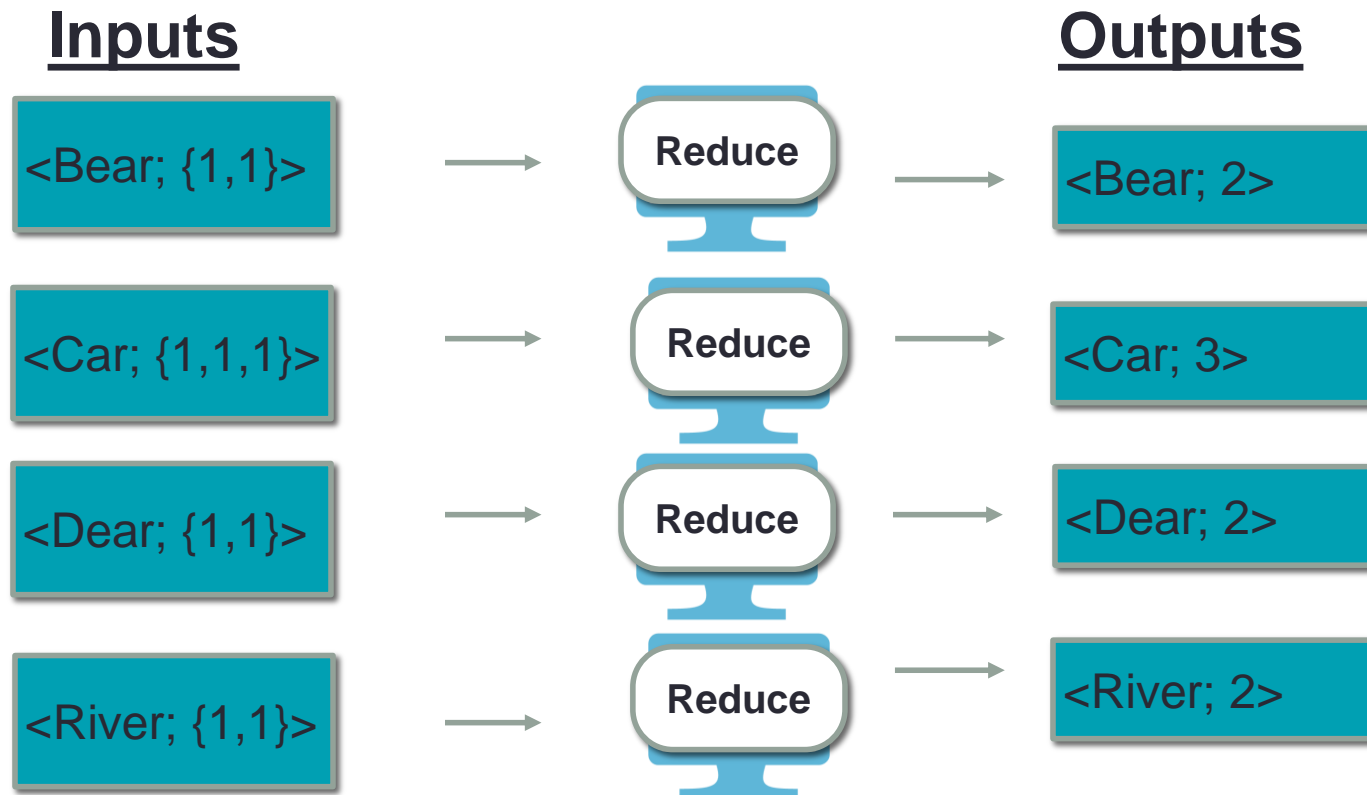 Inputs
Outputs
<Bear; {1,1}>
Reduce
<Bear; 2>
<Car; {1,1,1}>
Reduce
<Car; 3>
<Dear; {1,1}>
Reduce
<Dear; 2>
<River; {1,1}>
Reduce
<River; 2>